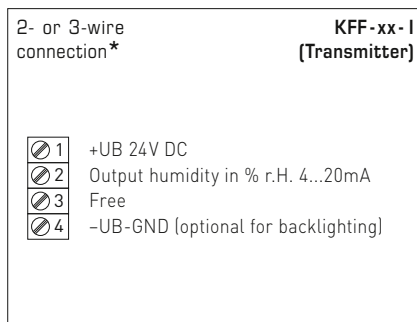 2- or 3-wire connection*
KFF-xx-I (Transmitter)
1 +UB 24V DC
2 Output humidity in % r.H. 4...20mA
3 Free
4 –UB-GND (optional for backlighting)